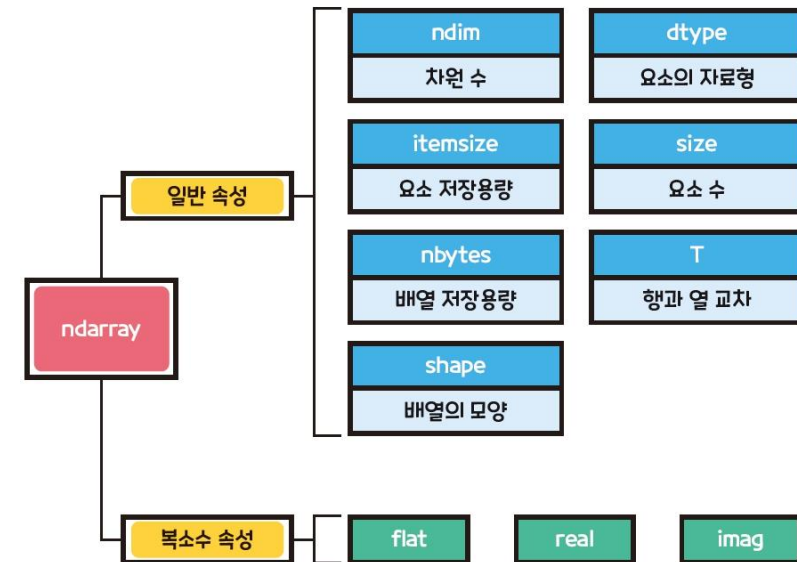 ndim
차원 수
dtype
요소의 자료형
itemsize
요소 저장용량
size
요소 수
일반 속성
nbytes
배열 저장용량
T
행과 열 교차
ndarray
shape
배열의 모양
복소수 속성
flat
real
imag